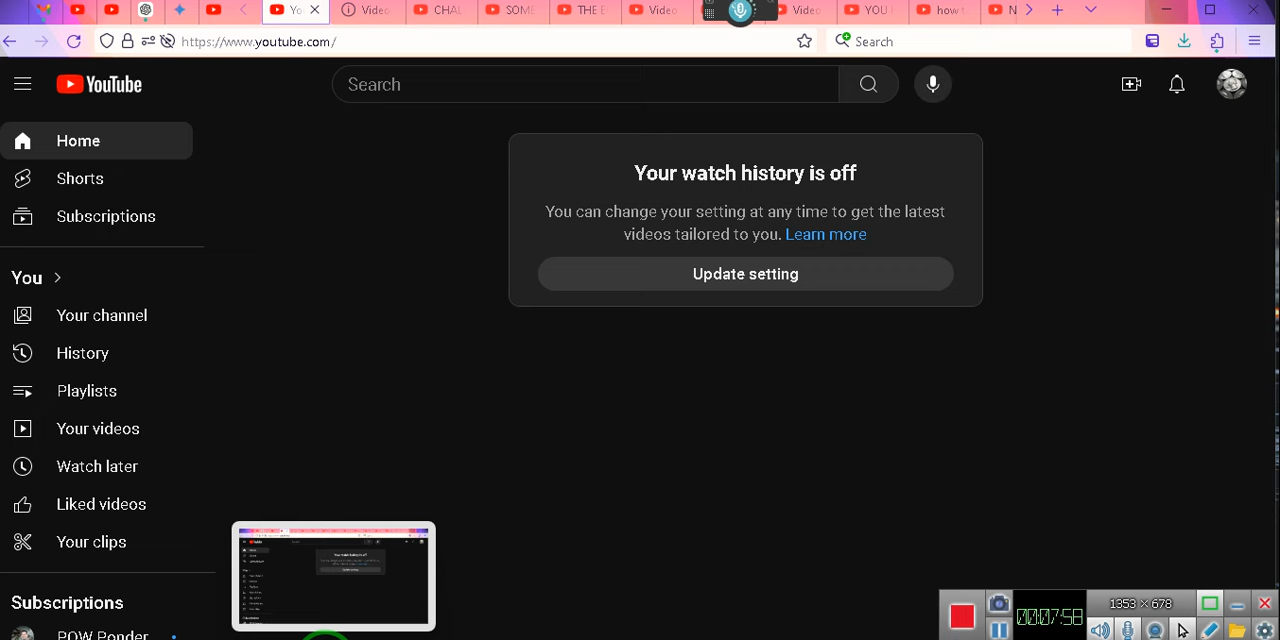 Yo
Video
CHAL
SOME
THE E
Video
Video
YOU
how t
N
https://www.youtube.com/
Search
YouTube
Search
Home
Shorts
Subscriptions
You
Your channel
History
Playlists
Your videos
Watch later
Liked videos
Your clips
Subscriptions
POW Ponder
Your watch history is off
You can change your setting at any time to get the latest
videos tailored to you. Learn more
Update setting
00:07:58
1353 × 678